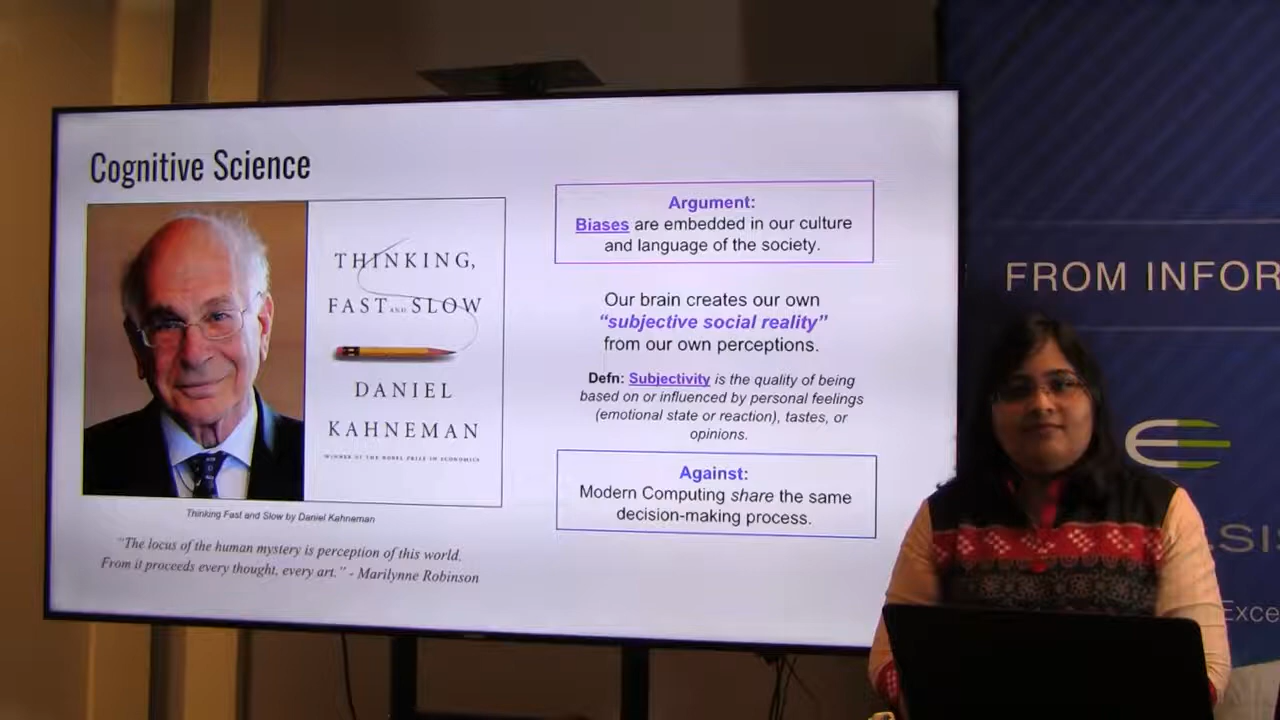 Cognitive Science
THINKING,
FAST AND SLOW
DANIEL
KAHNEMAN
WINNER OF THE NOBEL PRIZE IN ECONOMICS
Thinking Fast and Slow by Daniel Kahneman
"The locus of the human mystery is perception of this world.
From it proceeds every thought, every art." - Marilynne Robinson
Argument:
Biases are embedded in our culture
and language of the society.
Our brain creates our own
“subjective social reality”
from our own perceptions.
Defn: Subjectivity is the quality of being
based on or influenced by personal feelings
(emotional state or reaction), tastes, or
opinions.
Against:
Modern Computing share the same
decision-making process.
FROM INFOR
LSIS
Exce